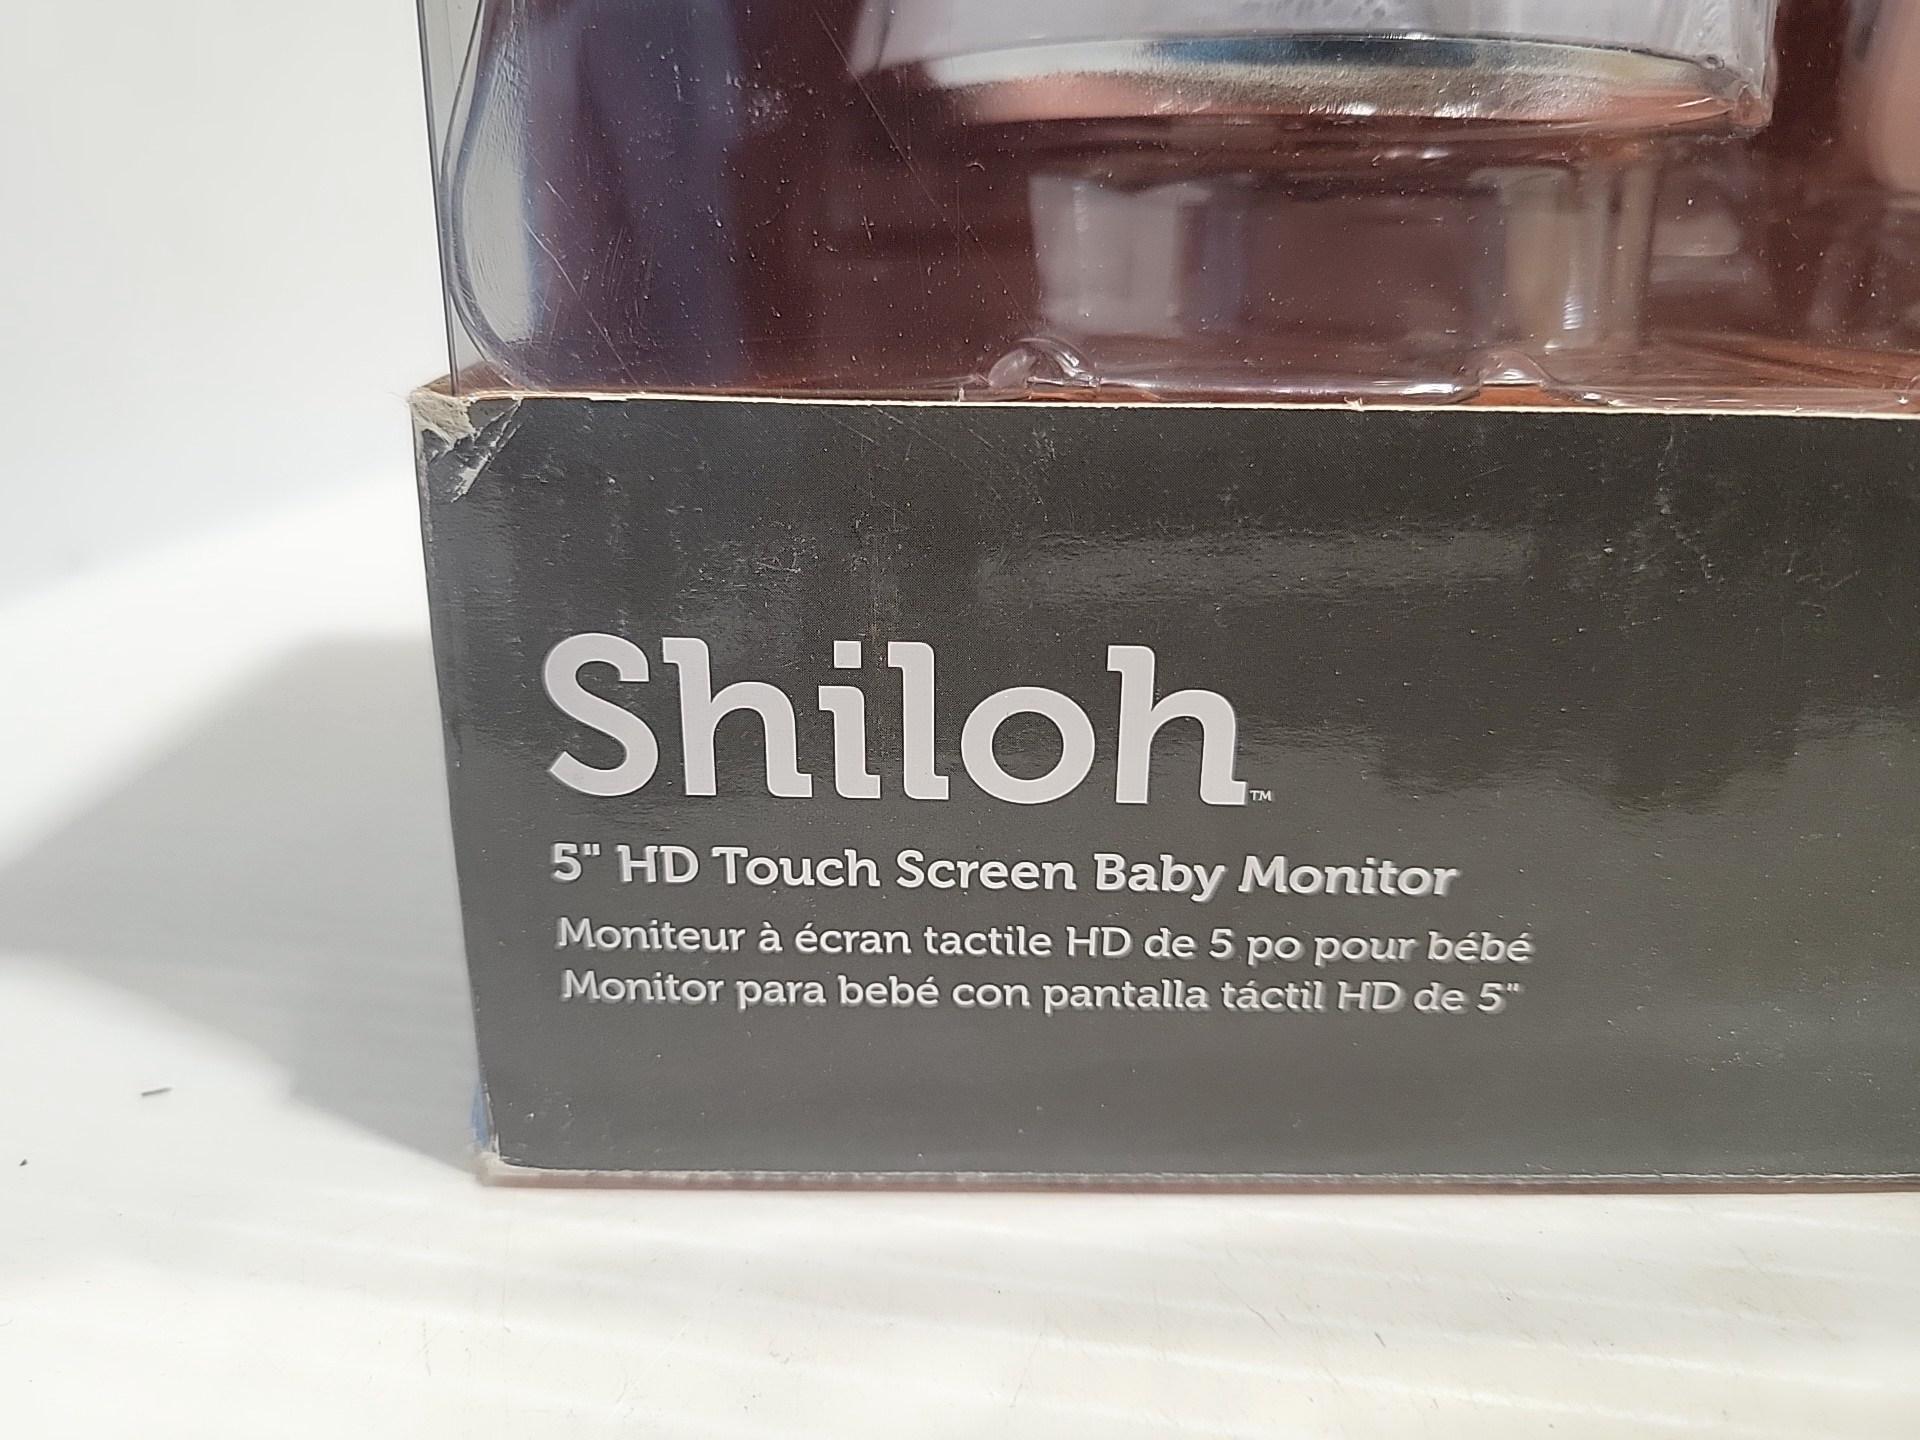 Shiloh™
5" HD Touch Screen Baby Monitor
Moniteur à écran tactile HD de 5 po pour bébé
Monitor para bebé con pantalla táctil HD de 5"